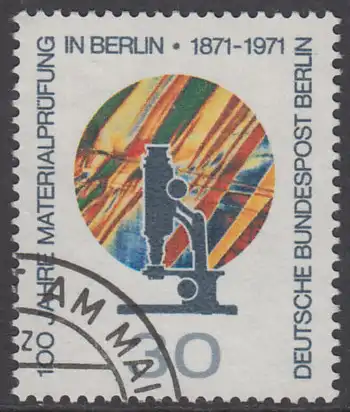 100 JAHRE MATERIALPRÜFUNG
IN BERLIN • 1871-1971
DEUTSCHE BUNDESPOST BERLIN
30
AM MAI
Z